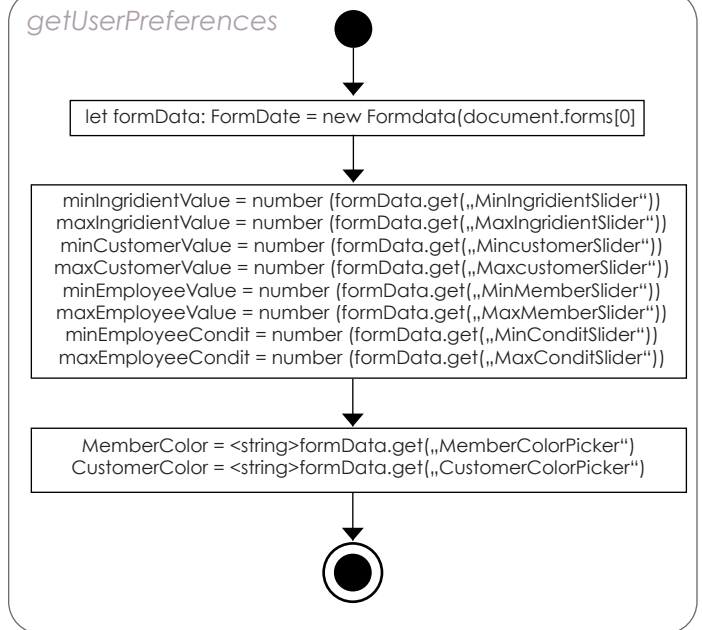 getUserPreferences
let formData: FormDate = new Formdata(document.forms[0]
minIngridientValue = number (formData.get(„MinIngridientSlider“))
maxIngridientValue = number (formData.get(„MaxIngridientSlider“))
minCustomerValue = number (formData.get(„MincustomerSlider“))
maxCustomerValue = number (formData.get(„MaxcustomerSlider“))
minEmployeeValue = number (formData.get(„MinMemberSlider“))
maxEmployeeValue = number (formData.get(„MaxMemberSlider“))
minEmployeeCondit = number (formData.get(„MinConditSlider“))
maxEmployeeCondit = number (formData.get(„MaxConditSlider“))
MemberColor = <string>formData.get(„MemberColorPicker“)
CustomerColor = <string>formData.get(„CustomerColorPicker“)